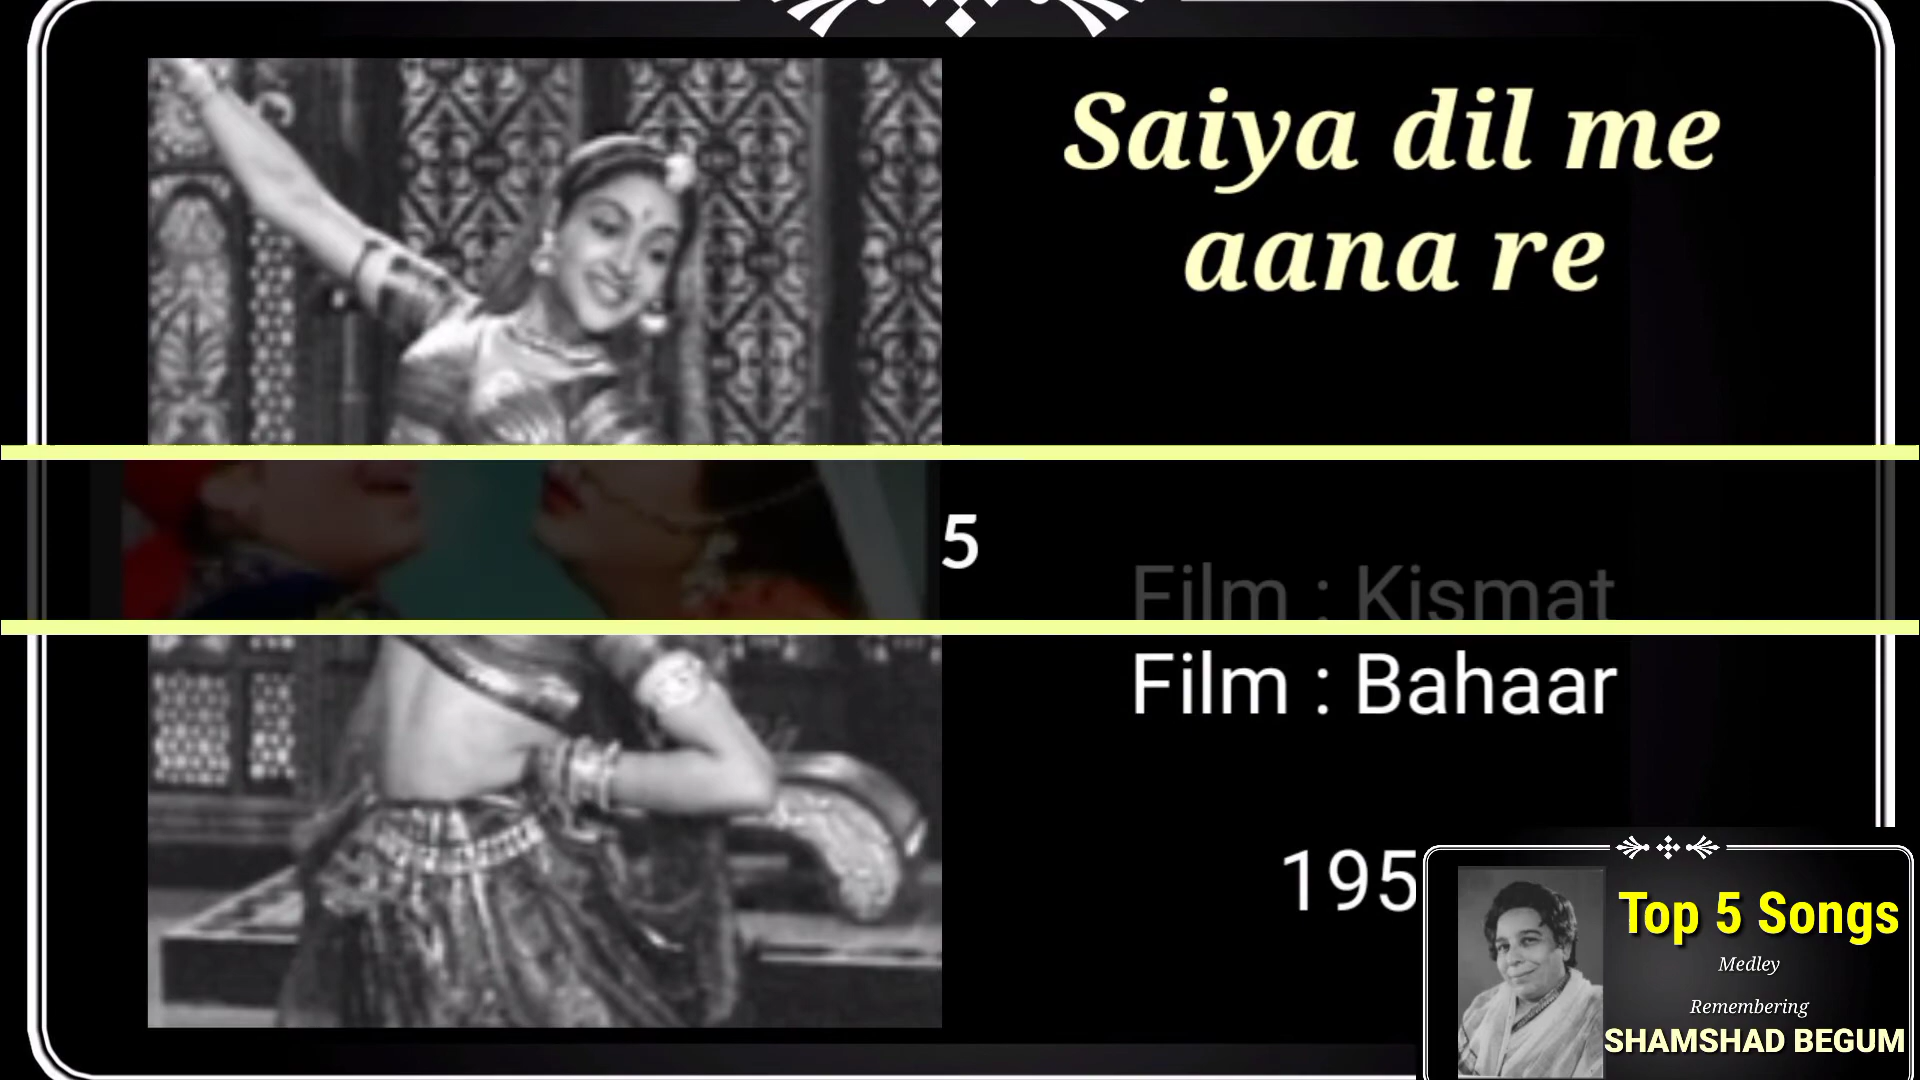 Saiya dil me
aana re
5
Film : Kismat
Film : Bahaar
195
Top 5 Songs
Medley
Remembering
SHAMSHAD BEGUM